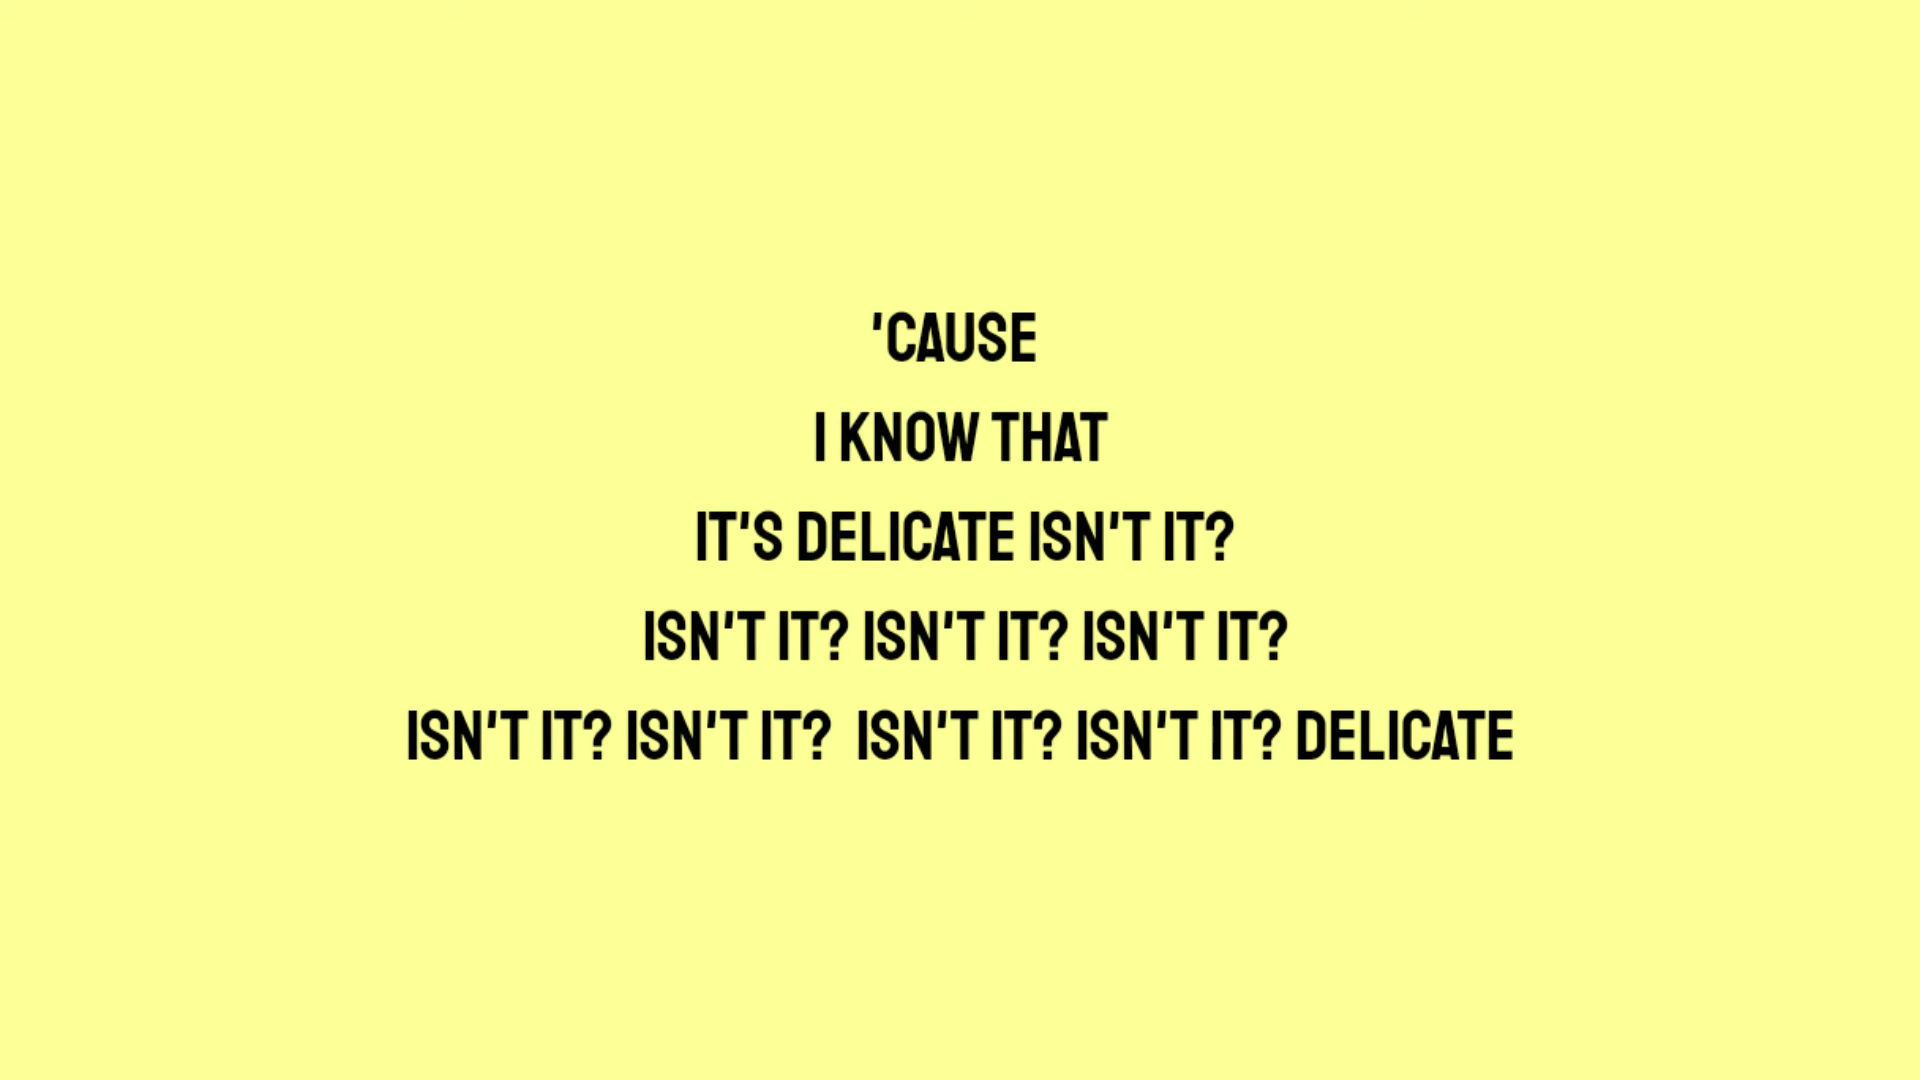 'CAUSE
I KNOW THAT
IT'S DELICATE ISN'T IT?
ISN'T IT? ISN'T IT? ISN'T IT?
ISN'T IT? ISN'T IT?  ISN'T IT? ISN'T IT? DELICATE